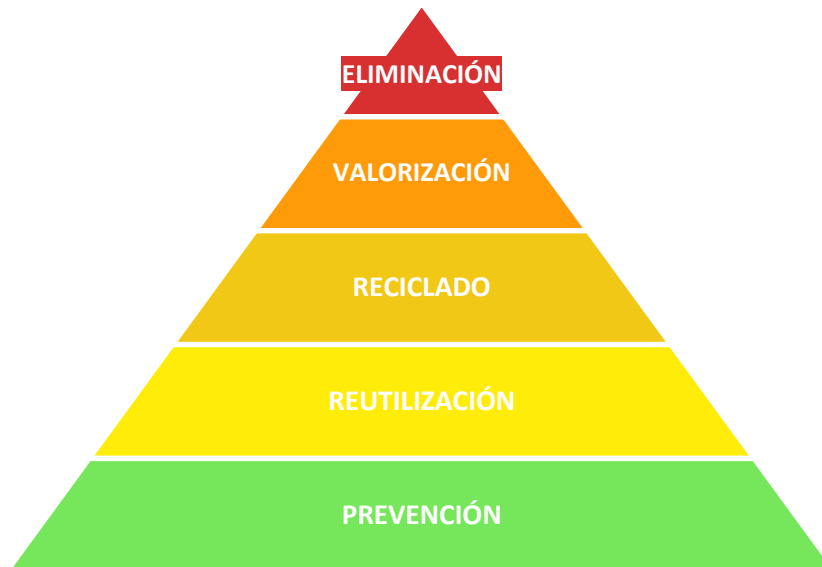 ELIMINACIÓN
VALORIZACIÓN
RECICLADO
REUTILIZACIÓN
PREVENCIÓN